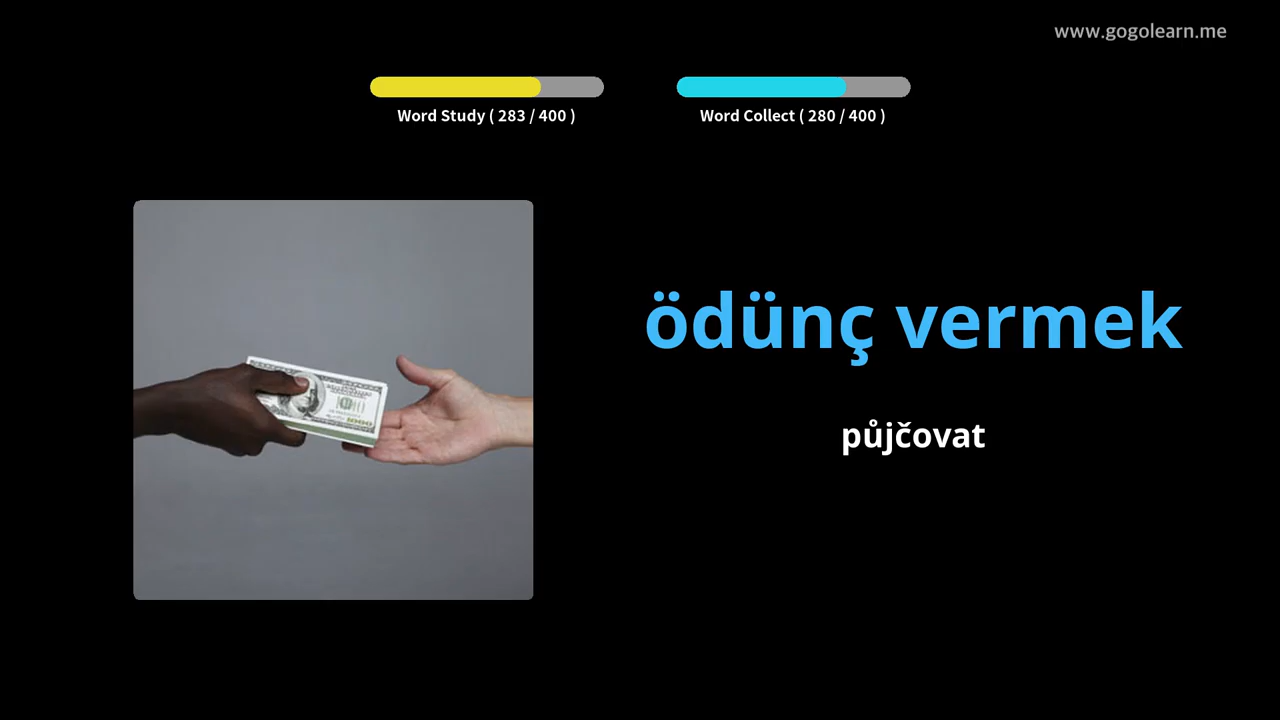 www.gogolearn.me
Word Study ( 283 / 400 )
Word Collect ( 280 / 400 )
ödünç vermek
půjčovat